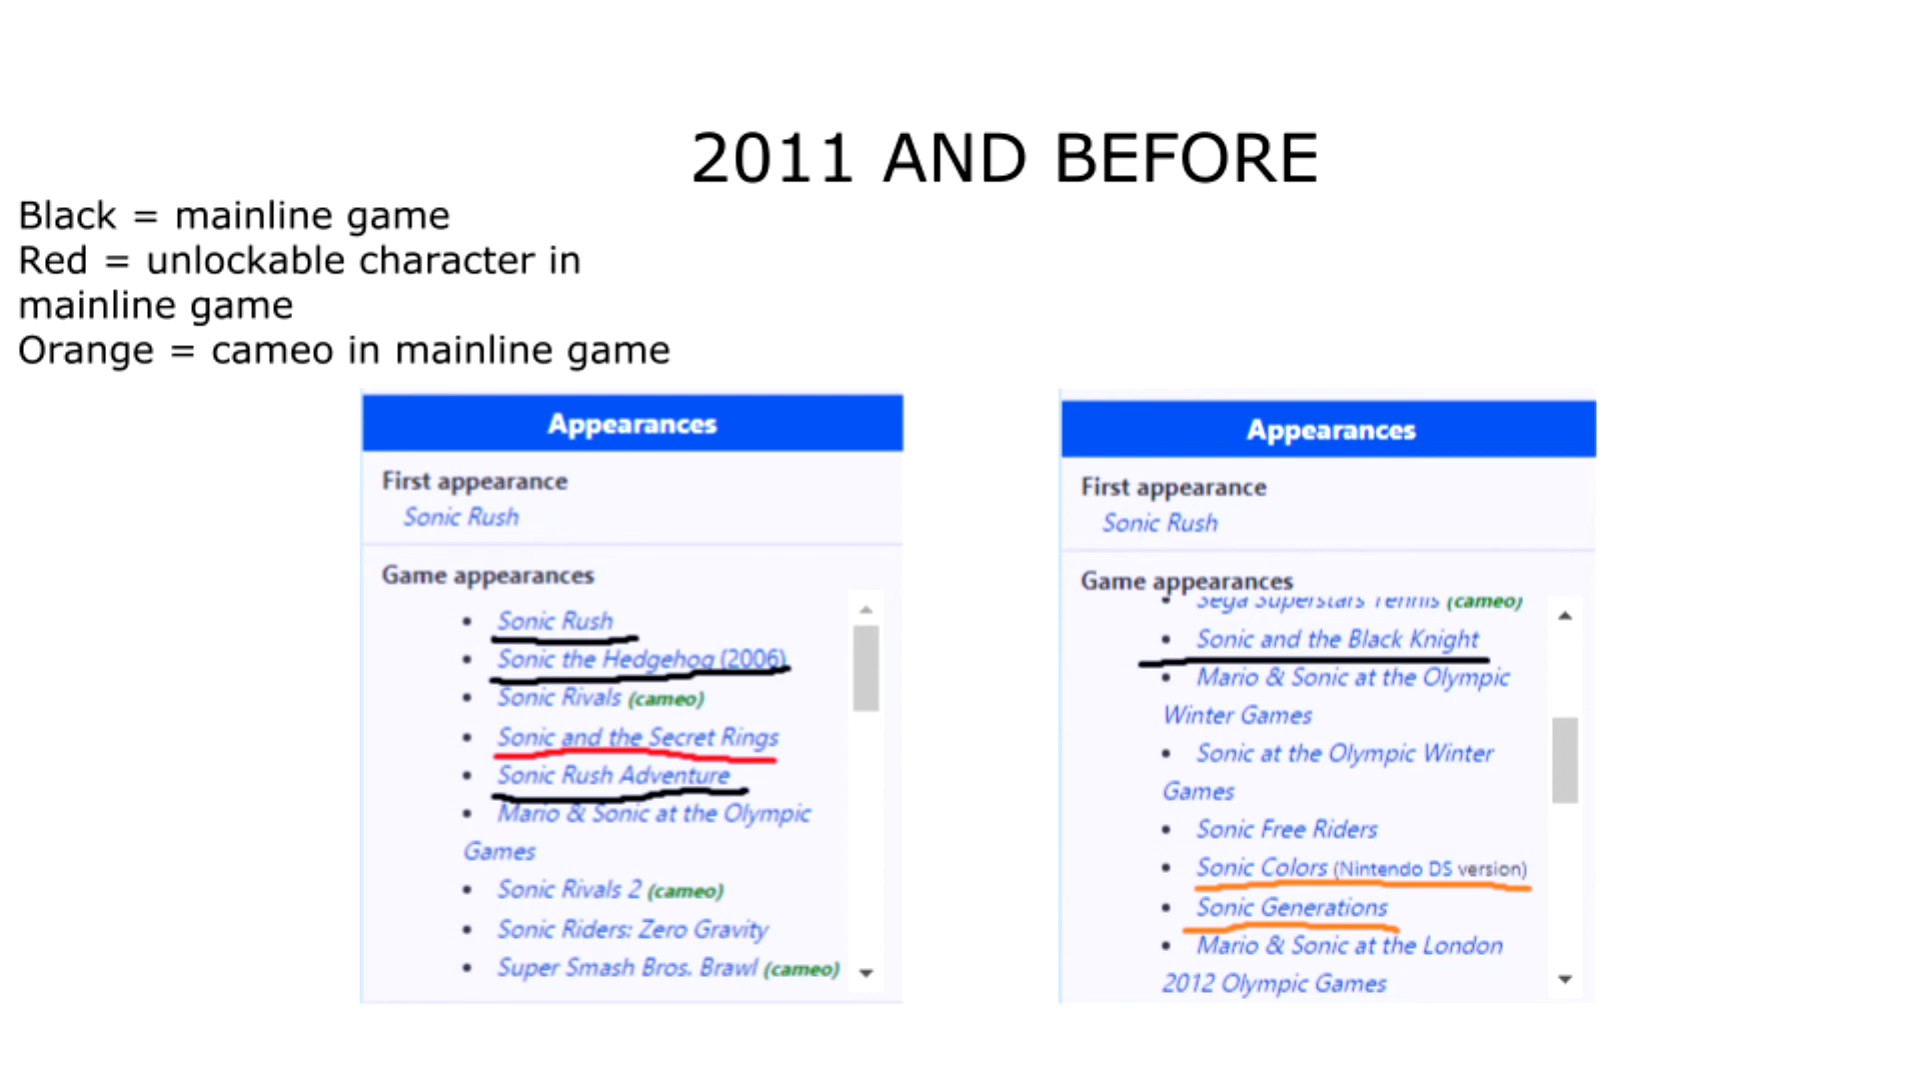 2011 AND BEFORE
Black = mainline game
Red = unlockable character in
mainline game
Orange = cameo in mainline game
Appearances
First appearance
Sonic Rush
Game appearances
• Sonic Rush
• Sonic the Hedgehog (2006)
• Sonic Rivals (cameo)
• Sonic and the Secret Rings
• Sonic Rush Adventure
• Mario & Sonic at the Olympic
Games
• Sonic Rivals 2 (cameo)
• Sonic Riders: Zero Gravity
• Super Smash Bros. Brawl (cameo)
Appearances
First appearance
Sonic Rush
Game appearances
• Sega Superstars Tennis (cameo)
• Sonic and the Black Knight
• Mario & Sonic at the Olympic
Winter Games
• Sonic at the Olympic Winter
Games
• Sonic Free Riders
• Sonic Colors (Nintendo DS version)
• Sonic Generations
• Mario & Sonic at the London
2012 Olympic Games